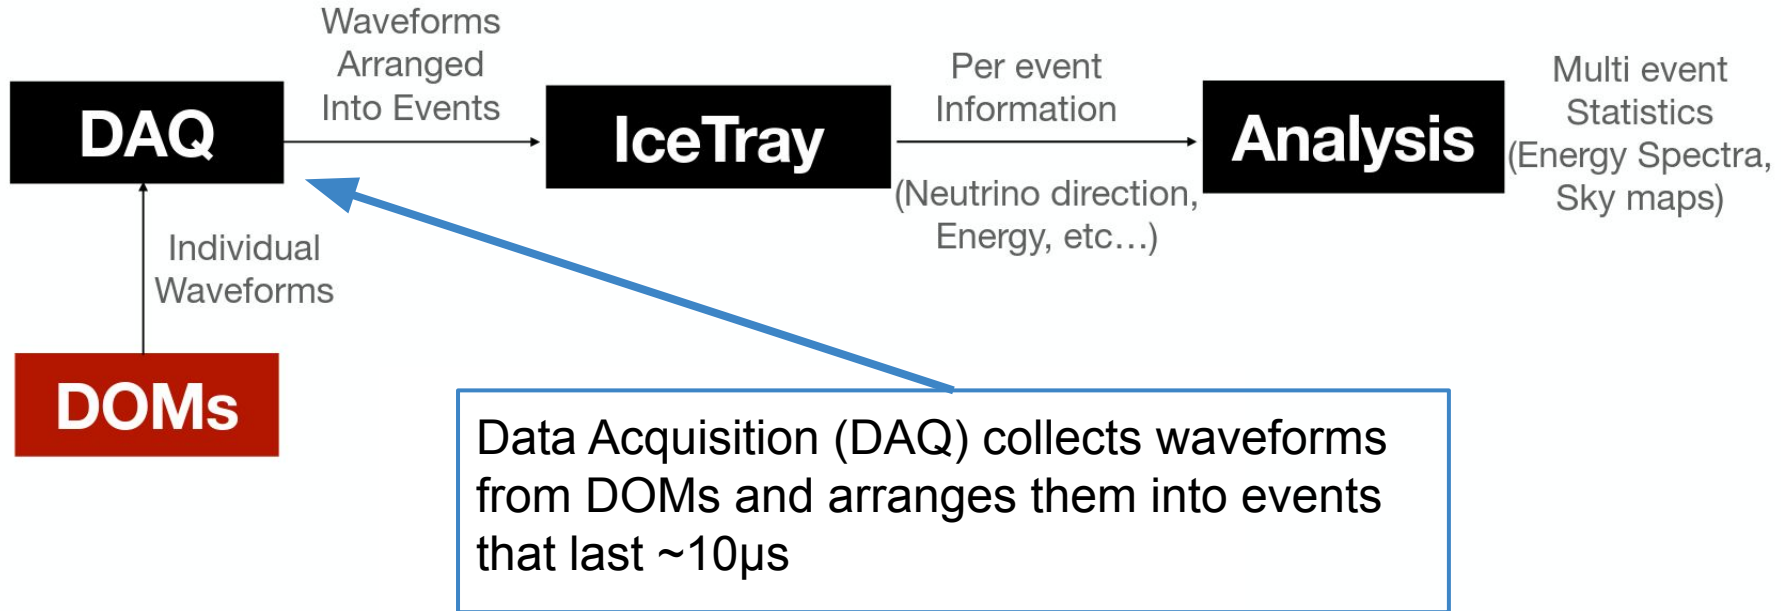 Waveforms
Arranged
Into Events
DAQ
IceTray
Per event
Information
(Neutrino direction,
Energy, etc…)
Analysis
Multi event
Statistics
(Energy Spectra,
Sky maps)
Individual
Waveforms
DOMs
Data Acquisition (DAQ) collects waveforms
from DOMs and arranges them into events
that last ~10μs